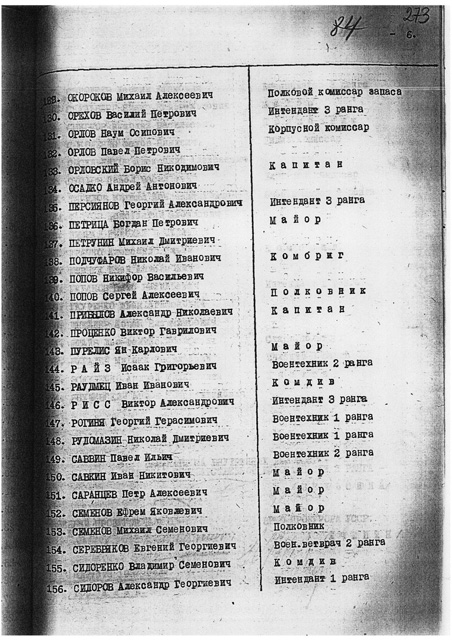 84
273
- 6.
129. ОКОРОКОВ Михаил Алексеевич Полковой комиссар запаса
130. ОРЕХОВ Василий Петрович Интендант 3 ранга
131. ОРЛОВ Наум Осипович Корпусной комиссар
132. ОРЛОВ Павел Петрович
133. ОРЛОВСКИЙ Борис Никодимович Капитан
134. ОСАДКО Андрей Антонович
135. ПЕРСИЯНОВ Георгий Александрович Интендант 3 ранга
136. ПЕТРИЦА Богдан Петрович Майор
137. ПЕТРУНИН Михаил Дмитриевич
138. ПОДЧУФАРОВ Николай Иванович Комбриг
139. ПОПОВ Никифор Васильевич
140. ПОПОВ Сергей Алексеевич Полковник
141. ПРИБЫЛОВ Александр Николаевич Капитан
142. ПРОЦЕНКО Виктор Гаврилович
143. ПУРЕЛИС Ян Карлович Майор
144. РАЙЗ Исаак Григорьевич Воентехник 2 ранга
145. РАУДМЕЦ Иван Иванович Комдив
146. РИСС Виктор Александрович Интендант 3 ранга
147. РОГИНЯ Георгий Герасимович Воентехник 1 ранга
148. РУДОМАЗИН Николай Дмитриевич Воентехник 1 ранга
149. САВВИН Павел Ильич Воентехник 2 ранга
150. САВКИН Иван Никитович Майор
151. САРАНЦЕВ Петр Алексеевич Майор
152. СЕМЕНОВ Ефрем Яковлевич Майор
153. СЕМЕНОВ Михаил Семенович Полковник
154. СЕРЕБНЯКОВ Евгений Георгиевич Воен.ветврач 2 ранга
155. СИДОРЕНКО Владимир Семенович Комдив
156. СИДОРОВ Александр Георгиевич Интендант 1 ранга